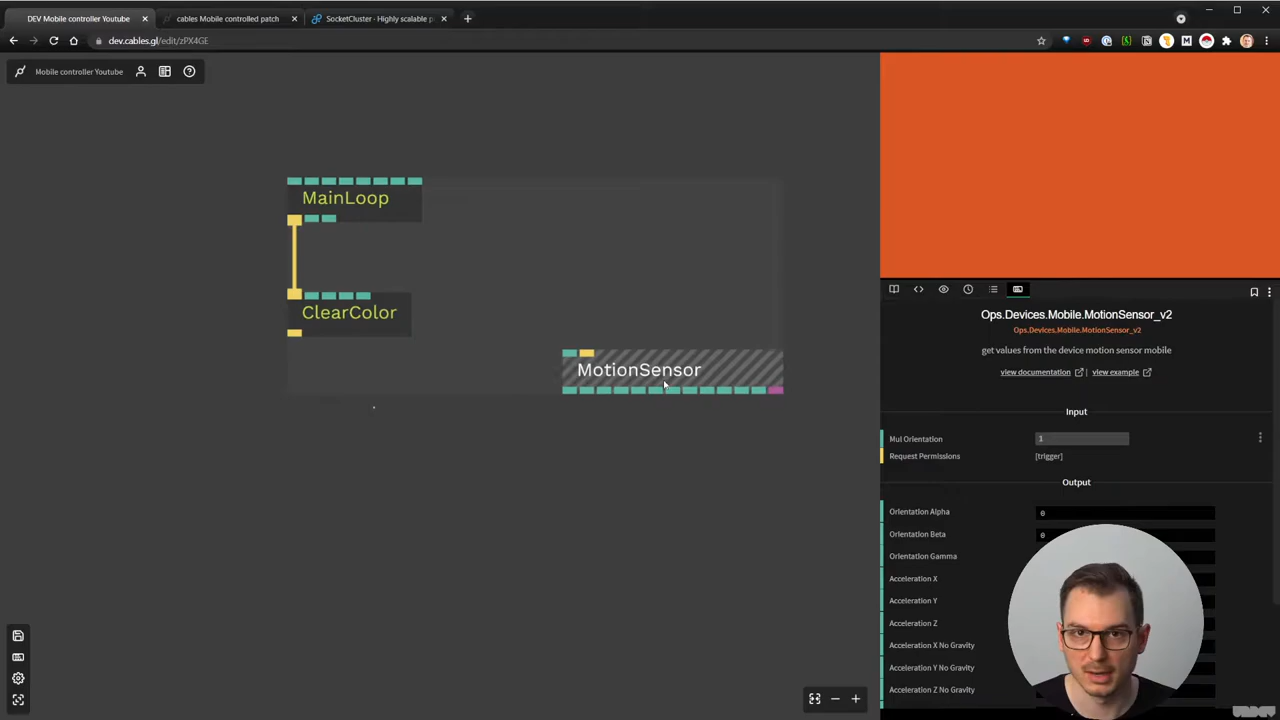 DEV Mobile controller Youtube
cables Mobile controlled patch
SocketCluster · Highly scalable p
dev.cables.gl/edit/zPX4GE
Mobile controller Youtube
MainLoop
ClearColor
MotionSensor
Ops.Devices.Mobile.MotionSensor_v2
Ops.Devices.Mobile.MotionSensor_v2
get values from the device motion sensor mobile
view documentation | view example
Input
Mul Orientation 1
Request Permissions [trigger]
Output
Orientation Alpha 0
Orientation Beta 0
Orientation Gamma
Acceleration X
Acceleration Y
Acceleration Z
Acceleration X No Gravity
Acceleration Y No Gravity
Acceleration Z No Gravity